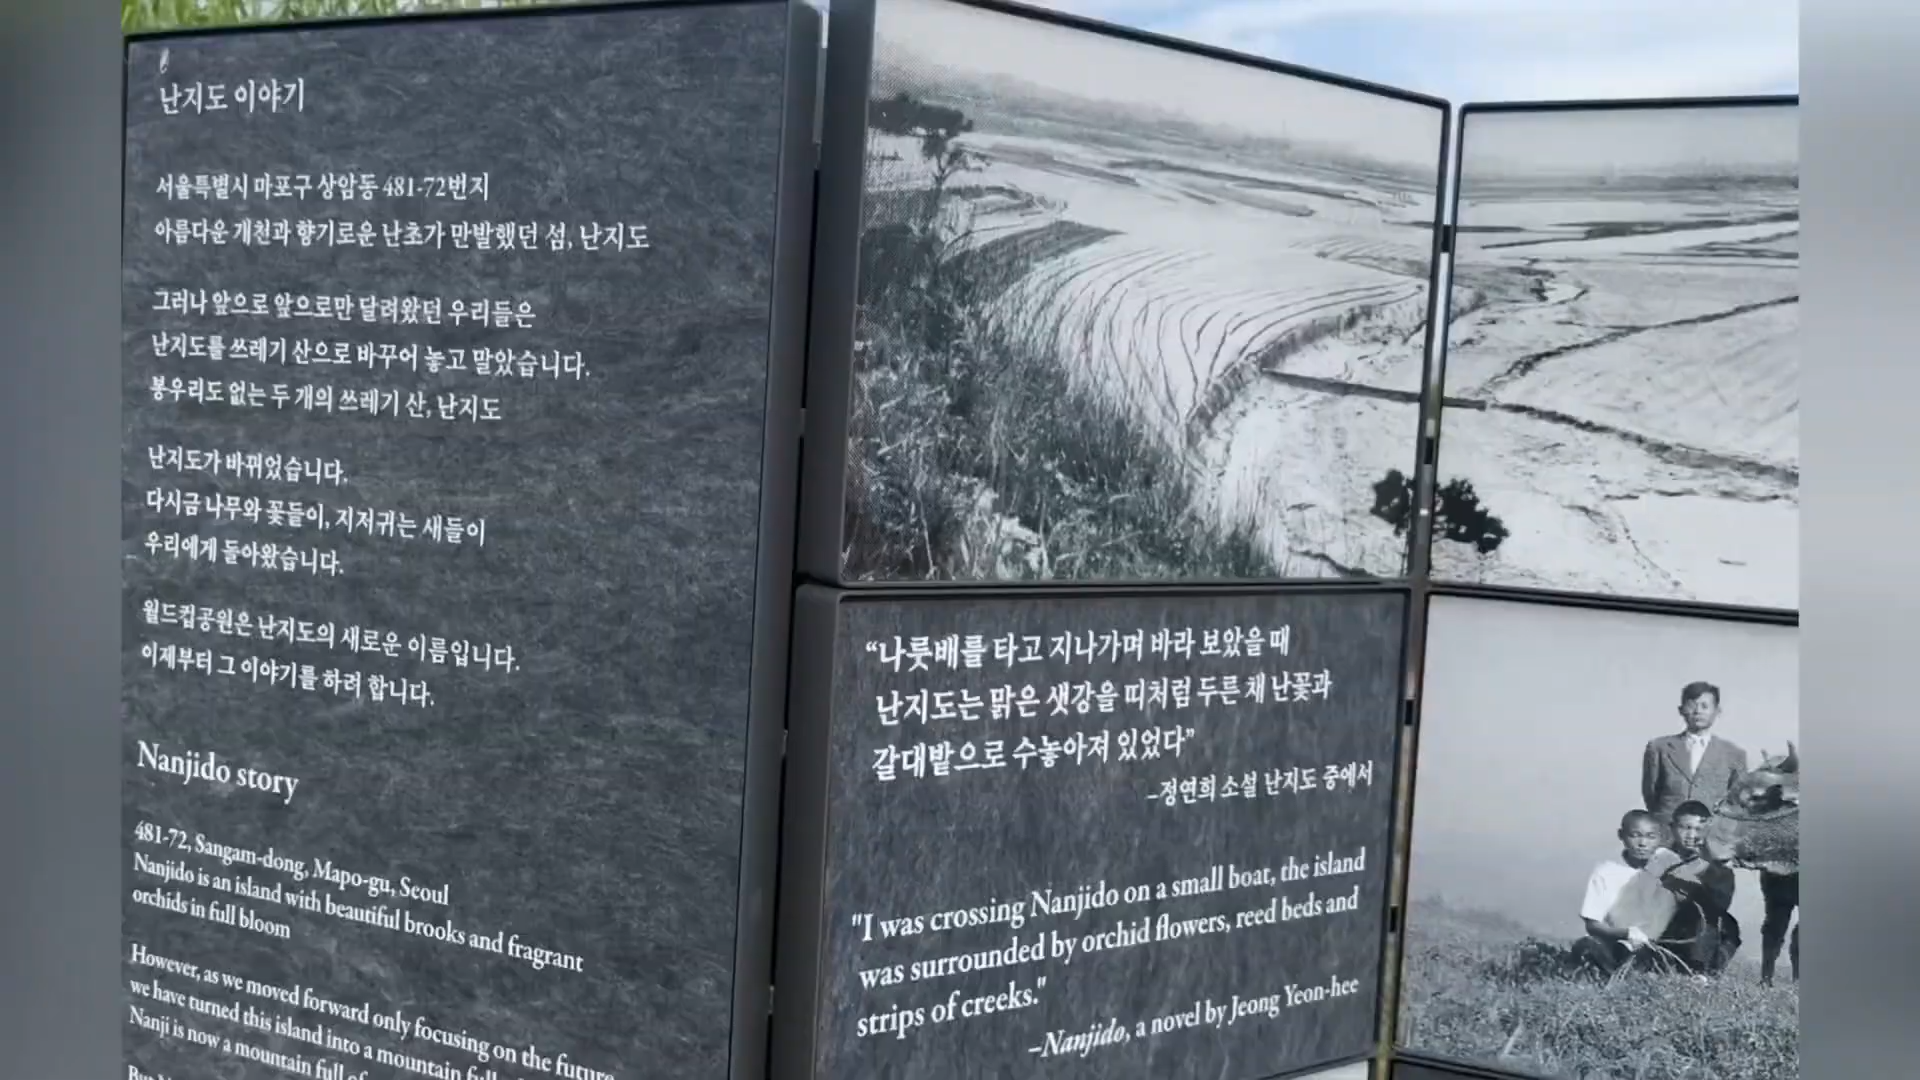 난지도 이야기
서울특별시 마포구 상암동 481-72번지
아름다운 개천과 향기로운 난초가 만발했던 섬, 난지도
그러나 앞으로 앞으로만 달려왔던 우리들은
난지도를 쓰레기 산으로 바꾸어 놓고 말았습니다.
봉우리도 없는 두 개의 쓰레기 산, 난지도
난지도가 바뀌었습니다.
다시금 나무와 꽃들이, 지저귀는 새들이
우리에게 돌아왔습니다.
월드컵공원은 난지도의 새로운 이름입니다.
이제부터 그 이야기를 하려 합니다.
Nanjido story
481-72, Sangam-dong, Mapo-gu, Seoul
Nanjido is an island with beautiful brooks and fragrant
orchids in full bloom
However, as we moved forward only focusing on the future
we have turned this island into a mountain full
Nanji is now a mountain full of
“나룻배를 타고 지나가며 바라 보았을 때
난지도는 맑은 샛강을 띠처럼 두른 채 난꽃과
갈대밭으로 수놓아져 있었다”
–정연희 소설 난지도 중에서
"I was crossing Nanjido on a small boat, the island
was surrounded by orchid flowers, reed beds and
strips of creeks."
–Nanjido, a novel by Jeong Yeon-hee